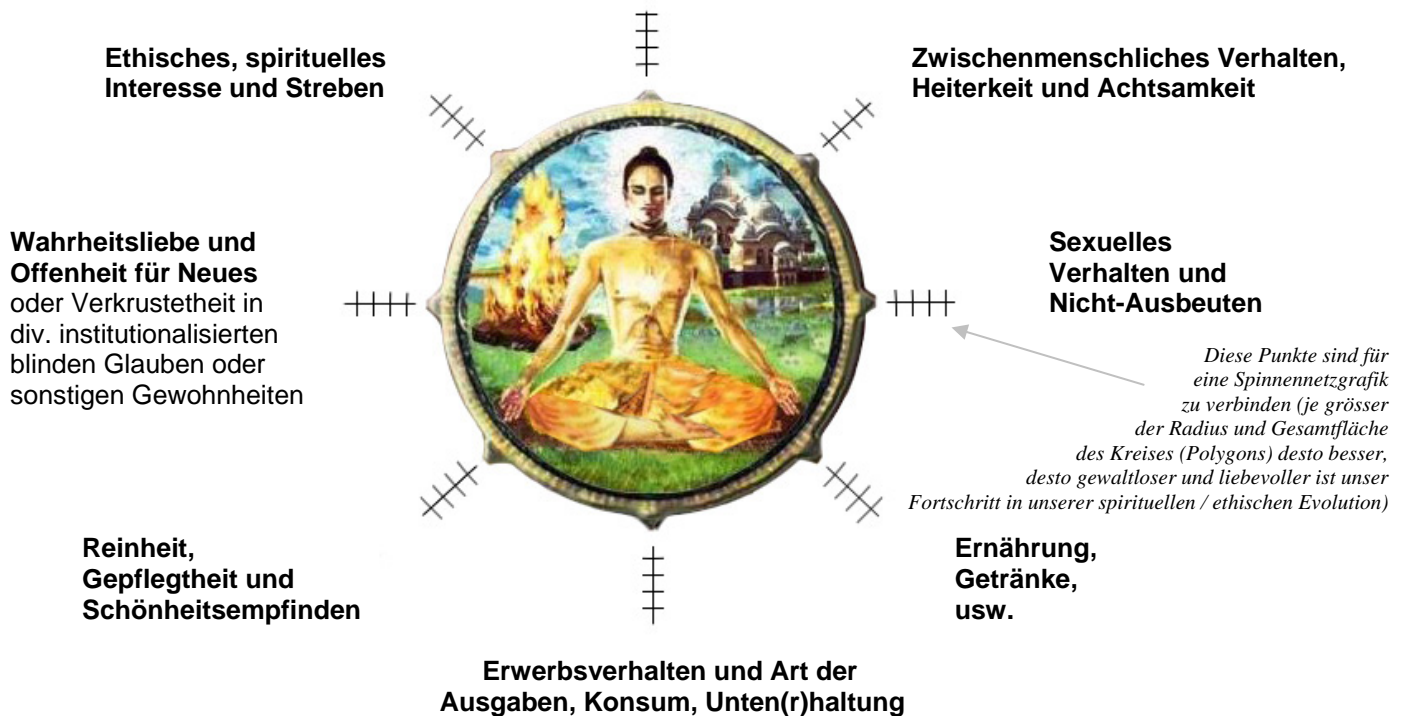 Ethisches, spirituelles
Interesse und Streben
Zwischenmenschliches Verhalten,
Heiterkeit und Achtsamkeit
Wahrheitsliebe und
Offenheit für Neues
oder Verkrustetheit in
div. institutionalisierten
blinden Glauben oder
sonstigen Gewohnheiten
Sexuelles
Verhalten und
Nicht-Ausbeuten
Diese Punkte sind für
eine Spinnennetzgrafik
zu verbinden (je grösser
der Radius und Gesamtfläche
des Kreises (Polygons) desto besser,
desto gewaltloser und liebevoller ist unser
Fortschritt in unserer spirituellen / ethischen Evolution)
Reinheit,
Gepflegtheit und
Schönheitsempfinden
Ernährung,
Getränke,
usw.
Erwerbsverhalten und Art der
Ausgaben, Konsum, Unten(r)haltung